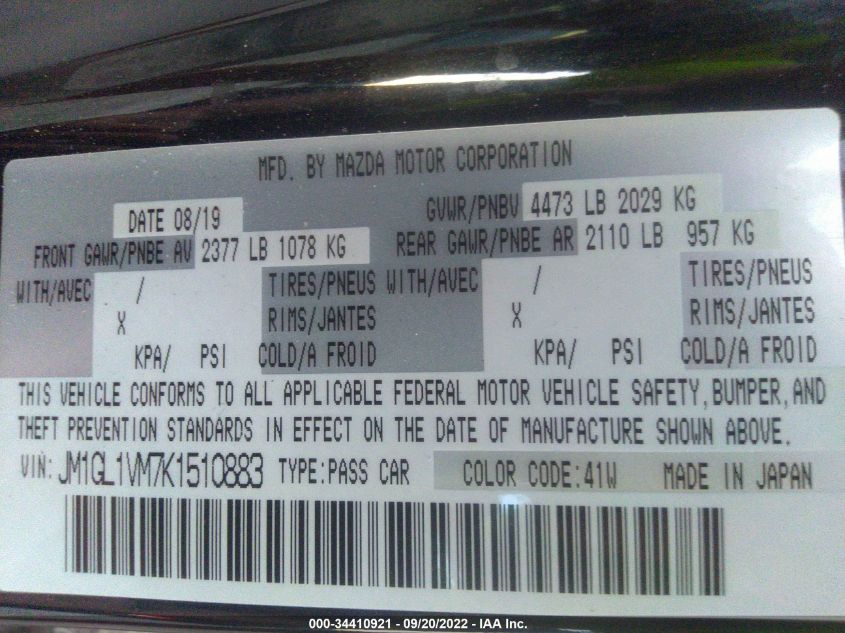 MFD. BY MAZDA MOTOR CORPORATION
DATE 08/19 GVWR/PNBV 4473 LB 2029 KG
FRONT GAWR/PNBE AV 2377 LB 1078 KG REAR GAWR/PNBE AR 2110 LB 957 KG
WITH/AVEC / TIRES/PNEUS WITH/AVEC / TIRES/PNEUS
X RIMS/JANTES X RIMS/JANTES
KPA/ PSI COLD/A FROID KPA/ PSI COLD/A FROID
THIS VEHICLE CONFORMS TO ALL APPLICABLE FEDERAL MOTOR VEHICLE SAFETY, BUMPER, AND
THEFT PREVENTION STANDARDS IN EFFECT ON THE DATE OF MANUFACTURE SHOWN ABOVE.
VIN: JM1GL1VM7K1510883 TYPE:PASS CAR COLOR CODE:41W MADE IN JAPAN
000-34410921 - 09/20/2022 - IAA Inc.